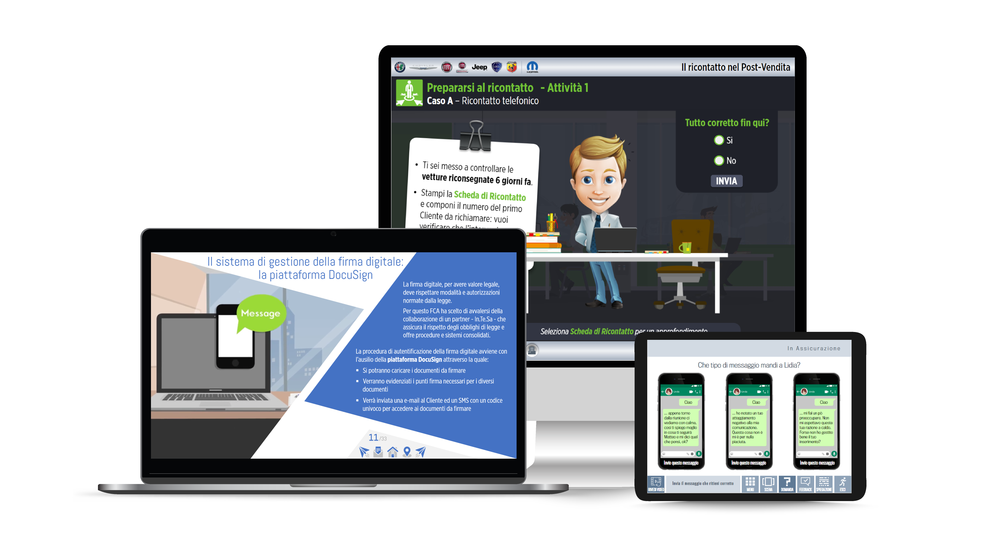 CHRYSLER
FIAT
FIAT
Jeep
LANCIA
MOPAR
Il ricontatto nel Post-Vendita
Prepararsi al ricontatto - Attività 1
Caso A – Ricontatto telefonico
Tutto corretto fin qui?
Si
No
INVIA
• Ti sei messo a controllare le
vetture riconsegnate 6 giorni fa.
• Stampi la Scheda di Ricontatto
e componi il numero del primo
Cliente da richiamare: vuoi
verificare che
Seleziona Scheda di Ricontatto per un approfondimento
Il sistema di gestione della firma digitale:
la piattaforma DocuSign
Message
La firma digitale, per avere valore legale,
deve rispettare modalità e autorizzazioni
normate dalla legge.
Per questo FCA ha scelto di avvalersi della
collaborazione di un partner - In.Te.Sa - che
assicura il rispetto degli obblighi di legge e
offre procedure e sistemi consolidati.
La procedura di autentificazione della firma digitale avviene con
l'ausilio della piattaforma DocuSign attraverso la quale:
▪ Si potranno caricare i documenti da firmare
▪ Verranno evidenziati i punti firma necessari per i diversi
documenti
▪ Verrà inviata una e-mail al Cliente ed un SMS con un codice
univoco per accedere ai documenti da firmare
11/33
In Assicurazione
Che tipo di messaggio mandi a Lidia?
Linda
Ciao
... appena torno
dalla riunione ci
vediamo con calma,
così ti spiego meglio
in cosa ti seguirà
Matteo e mi dici quel
che pensi, ok?
Invio questo messaggio
Linda
Ciao
... ho notato un tuo
atteggiamento
negativo alla mia
comunicazione.
Questa cosa non è
mi è per nulla
piaciuta.
Invio questo messaggio
Linda
Ciao
... mi fai un pò
preoccupare. Non
mi aspettavo questa
tua razione a caldo.
Forse non ho gestito
bene il tuo
inserimento?
Invio questo messaggio
RIVEDI VIDEO
Invia il messaggio che ritieni corretto
MENU
SCENA
DOMANDA
FEEDBACK
SPIEGAZIONE
ESCI